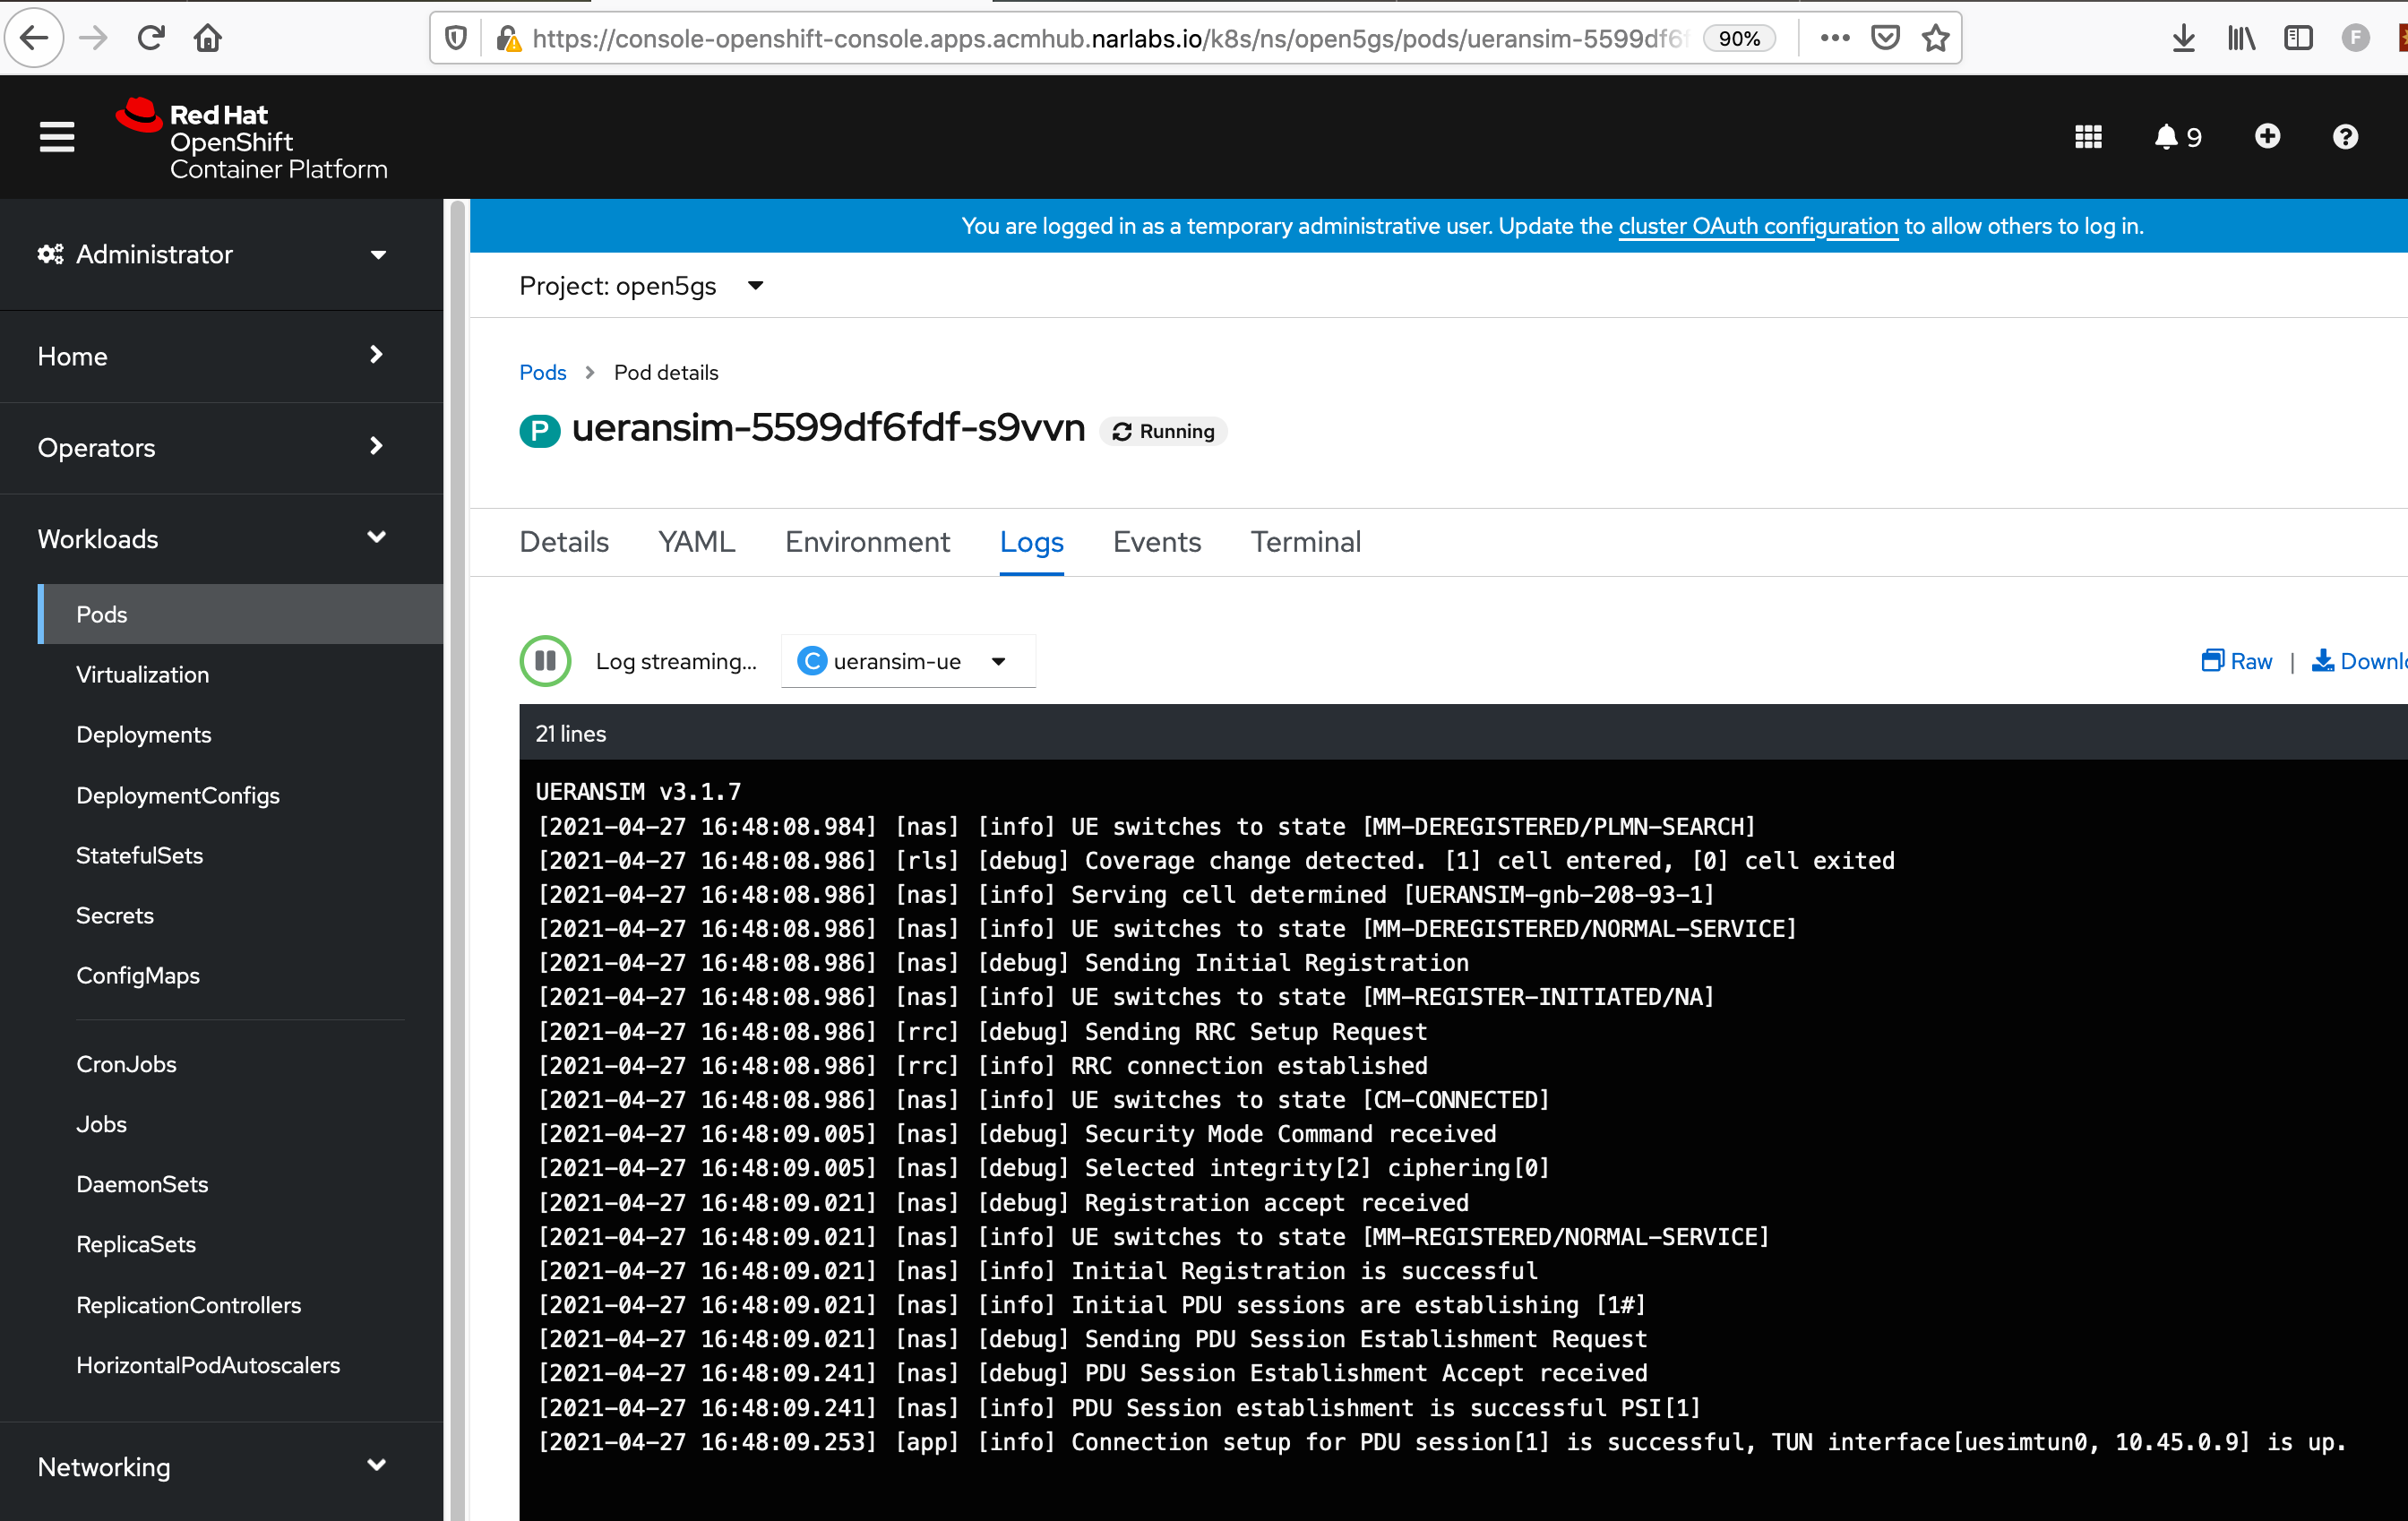 https://console-openshift-console.apps.acmhub.narlabs.io/k8s/ns/open5gs/pods/ueransim-5599df6f
90%
F
Red Hat
OpenShift
Container Platform
9
You are logged in as a temporary administrative user. Update the cluster OAuth configuration to allow others to log in.
Administrator
Home
Operators
Workloads
Pods
Virtualization
Deployments
DeploymentConfigs
StatefulSets
Secrets
ConfigMaps
CronJobs
Jobs
DaemonSets
ReplicaSets
ReplicationControllers
HorizontalPodAutoscalers
Networking
Project: open5gs
Pods > Pod details
P ueransim-5599df6fdf-s9vvn Running
Details YAML Environment Logs Events Terminal
Log streaming... C ueransim-ue Raw | Downlo
21 lines
UERANSIM v3.1.7
[2021-04-27 16:48:08.984] [nas] [info] UE switches to state [MM-DEREGISTERED/PLMN-SEARCH]
[2021-04-27 16:48:08.986] [rls] [debug] Coverage change detected. [1] cell entered, [0] cell exited
[2021-04-27 16:48:08.986] [nas] [info] Serving cell determined [UERANSIM-gnb-208-93-1]
[2021-04-27 16:48:08.986] [nas] [info] UE switches to state [MM-DEREGISTERED/NORMAL-SERVICE]
[2021-04-27 16:48:08.986] [nas] [debug] Sending Initial Registration
[2021-04-27 16:48:08.986] [nas] [info] UE switches to state [MM-REGISTER-INITIATED/NA]
[2021-04-27 16:48:08.986] [rrc] [debug] Sending RRC Setup Request
[2021-04-27 16:48:08.986] [rrc] [info] RRC connection established
[2021-04-27 16:48:08.986] [nas] [info] UE switches to state [CM-CONNECTED]
[2021-04-27 16:48:09.005] [nas] [debug] Security Mode Command received
[2021-04-27 16:48:09.005] [nas] [debug] Selected integrity[2] ciphering[0]
[2021-04-27 16:48:09.021] [nas] [debug] Registration accept received
[2021-04-27 16:48:09.021] [nas] [info] UE switches to state [MM-REGISTERED/NORMAL-SERVICE]
[2021-04-27 16:48:09.021] [nas] [info] Initial Registration is successful
[2021-04-27 16:48:09.021] [nas] [info] Initial PDU sessions are establishing [1#]
[2021-04-27 16:48:09.021] [nas] [debug] Sending PDU Session Establishment Request
[2021-04-27 16:48:09.241] [nas] [debug] PDU Session Establishment Accept received
[2021-04-27 16:48:09.241] [nas] [info] PDU Session establishment is successful PSI[1]
[2021-04-27 16:48:09.253] [app] [info] Connection setup for PDU session[1] is successful, TUN interface[uesimtun0, 10.45.0.9] is up.